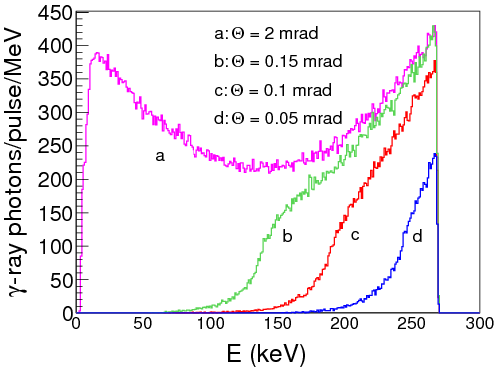 γ-ray photons/pulse/MeV
450
400
350
300
250
200
150
100
50
0
a: Θ = 2 mrad
b: Θ = 0.15 mrad
c: Θ = 0.1 mrad
d: Θ = 0.05 mrad
a
b
c
d
0 50 100 150 200 250 300
E (keV)